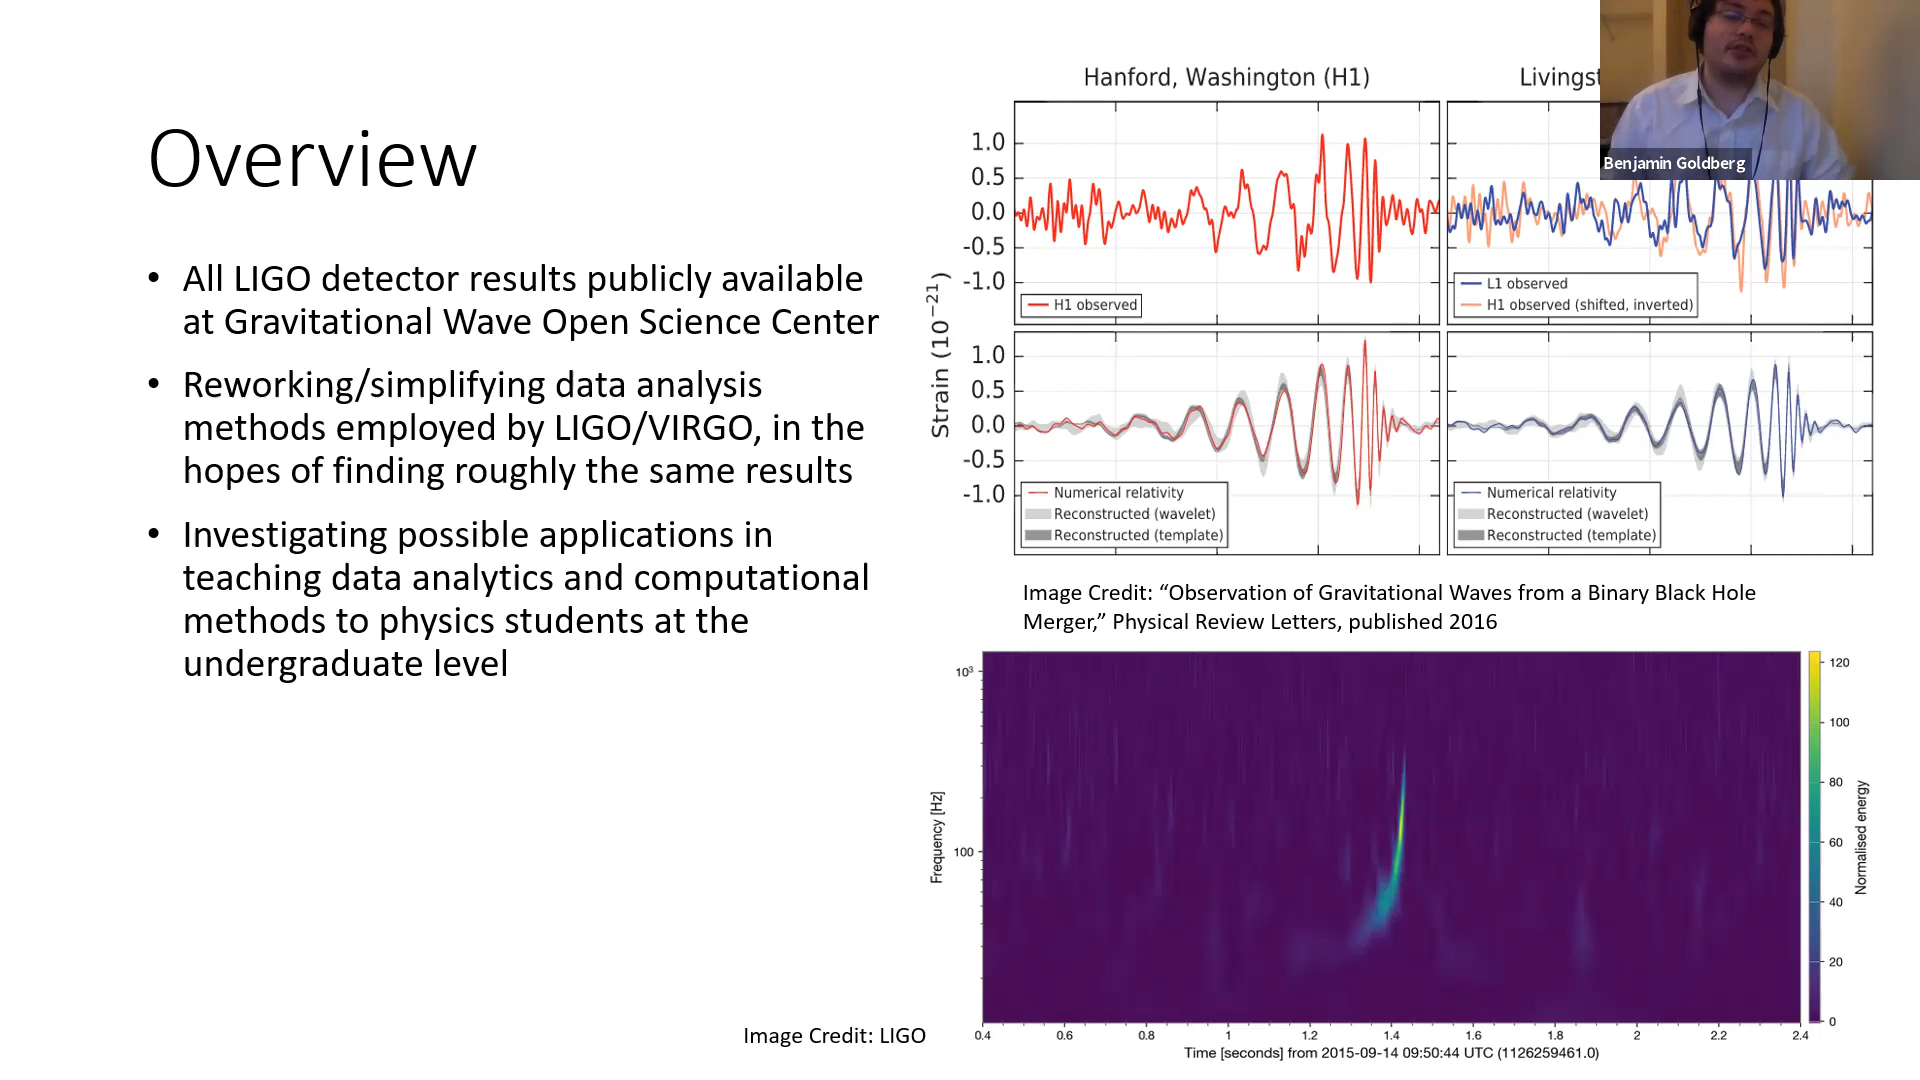 Overview
• All LIGO detector results publicly available
at Gravitational Wave Open Science Center
• Reworking/simplifying data analysis
methods employed by LIGO/VIRGO, in the
hopes of finding roughly the same results
• Investigating possible applications in
teaching data analytics and computational
methods to physics students at the
undergraduate level
Image Credit: LIGO
Hanford, Washington (H1)
Livingst
Benjamin Goldberg
Strain (10⁻²¹)
1.0
0.5
0.0
-0.5
-1.0
H1 observed
L1 observed
H1 observed (shifted, inverted)
1.0
0.5
0.0
-0.5
-1.0
Numerical relativity
Reconstructed (wavelet)
Reconstructed (template)
Numerical relativity
Reconstructed (wavelet)
Reconstructed (template)
Image Credit: “Observation of Gravitational Waves from a Binary Black Hole
Merger,” Physical Review Letters, published 2016
Frequency [Hz]
10³
100
0.4 0.6 0.8 1 1.2 1.4 1.6 1.8 2 2.2 2.4
Time [seconds] from 2015-09-14 09:50:44 UTC (1126259461.0)
120
100
80
60
40
20
0
Normalised energy